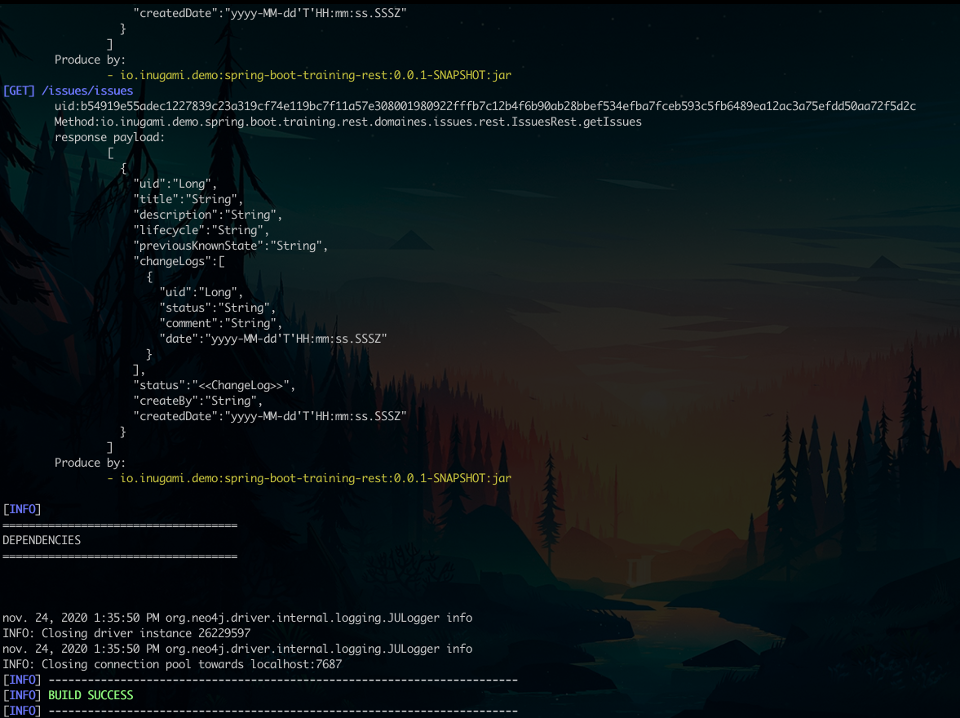 "createdDate":"yyyy-MM-dd'T'HH:mm:ss.SSSZ"
}
]
Produce by:
- io.inugami.demo:spring-boot-training-rest:0.0.1-SNAPSHOT:jar
[GET] /issues/issues
uid:b54919e55adec1227839c23a319cf74e119bc7f11a57e308001980922fffb7c12b4f6b90ab28bbef534efba7fceb593c5fb6489ea12ac3a75efdd50aa72f5d2c
Method:io.inugami.demo.spring.boot.training.rest.domaines.issues.rest.IssuesRest.getIssues
response payload:
[
{
"uid":"Long",
"title":"String",
"description":"String",
"lifecycle":"String",
"previousKnownState":"String",
"changeLogs":[
{
"uid":"Long",
"status":"String",
"comment":"String",
"date":"yyyy-MM-dd'T'HH:mm:ss.SSSZ"
}
],
"status":"<<ChangeLog>>",
"createBy":"String",
"createdDate":"yyyy-MM-dd'T'HH:mm:ss.SSSZ"
}
]
Produce by:
- io.inugami.demo:spring-boot-training-rest:0.0.1-SNAPSHOT:jar
[INFO]
====================================
DEPENDENCIES
====================================
nov. 24, 2020 1:35:50 PM org.neo4j.driver.internal.logging.JULogger info
INFO: Closing driver instance 26229597
nov. 24, 2020 1:35:50 PM org.neo4j.driver.internal.logging.JULogger info
INFO: Closing connection pool towards localhost:7687
[INFO] ------------------------------------------------------------------------
[INFO] BUILD SUCCESS
[INFO] ------------------------------------------------------------------------